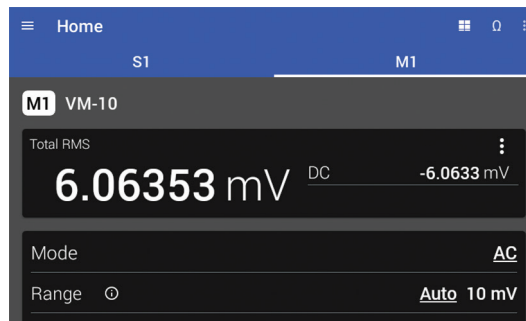 Home Ω
S1 M1
M1 VM-10
Total RMS
6.06353 mV DC -6.0633 mV
Mode AC
Range Auto 10 mV